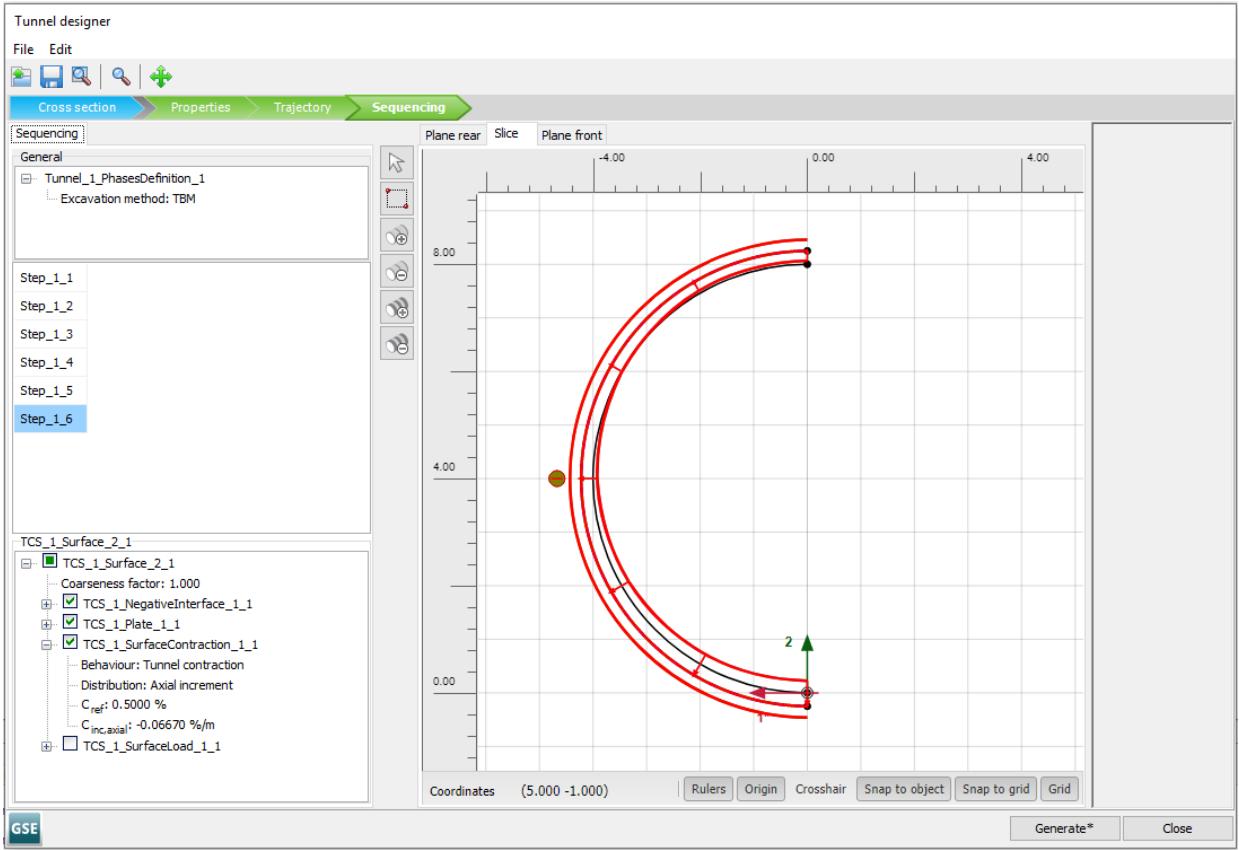 Tunnel designer
File Edit
Cross section Properties Trajectory Sequencing
Sequencing
Plane rear Slice Plane front
General
Tunnel_1_PhasesDefinition_1
Excavation method: TBM
Step_1_1
Step_1_2
Step_1_3
Step_1_4
Step_1_5
Step_1_6
TCS_1_Surface_2_1
TCS_1_Surface_2_1
Coarseness factor: 1.000
TCS_1_NegativeInterface_1_1
TCS_1_Plate_1_1
TCS_1_SurfaceContraction_1_1
Behaviour: Tunnel contraction
Distribution: Axial increment
C ref: 0.5000 %
C inc,axial: -0.06670 %/m
TCS_1_SurfaceLoad_1_1
-4.00 0.00 4.00
8.00
4.00
0.00
2
1
Coordinates (5.000 -1.000) Rulers Origin Crosshair Snap to object Snap to grid Grid
GSE
Generate* Close